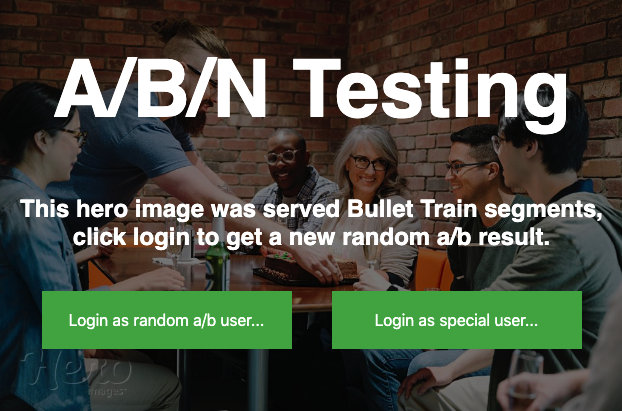 A/B/N Testing
This hero image was served Bullet Train segments,
click login to get a new random a/b result.
Login as random a/b user...
Login as special user...
Hero
images®